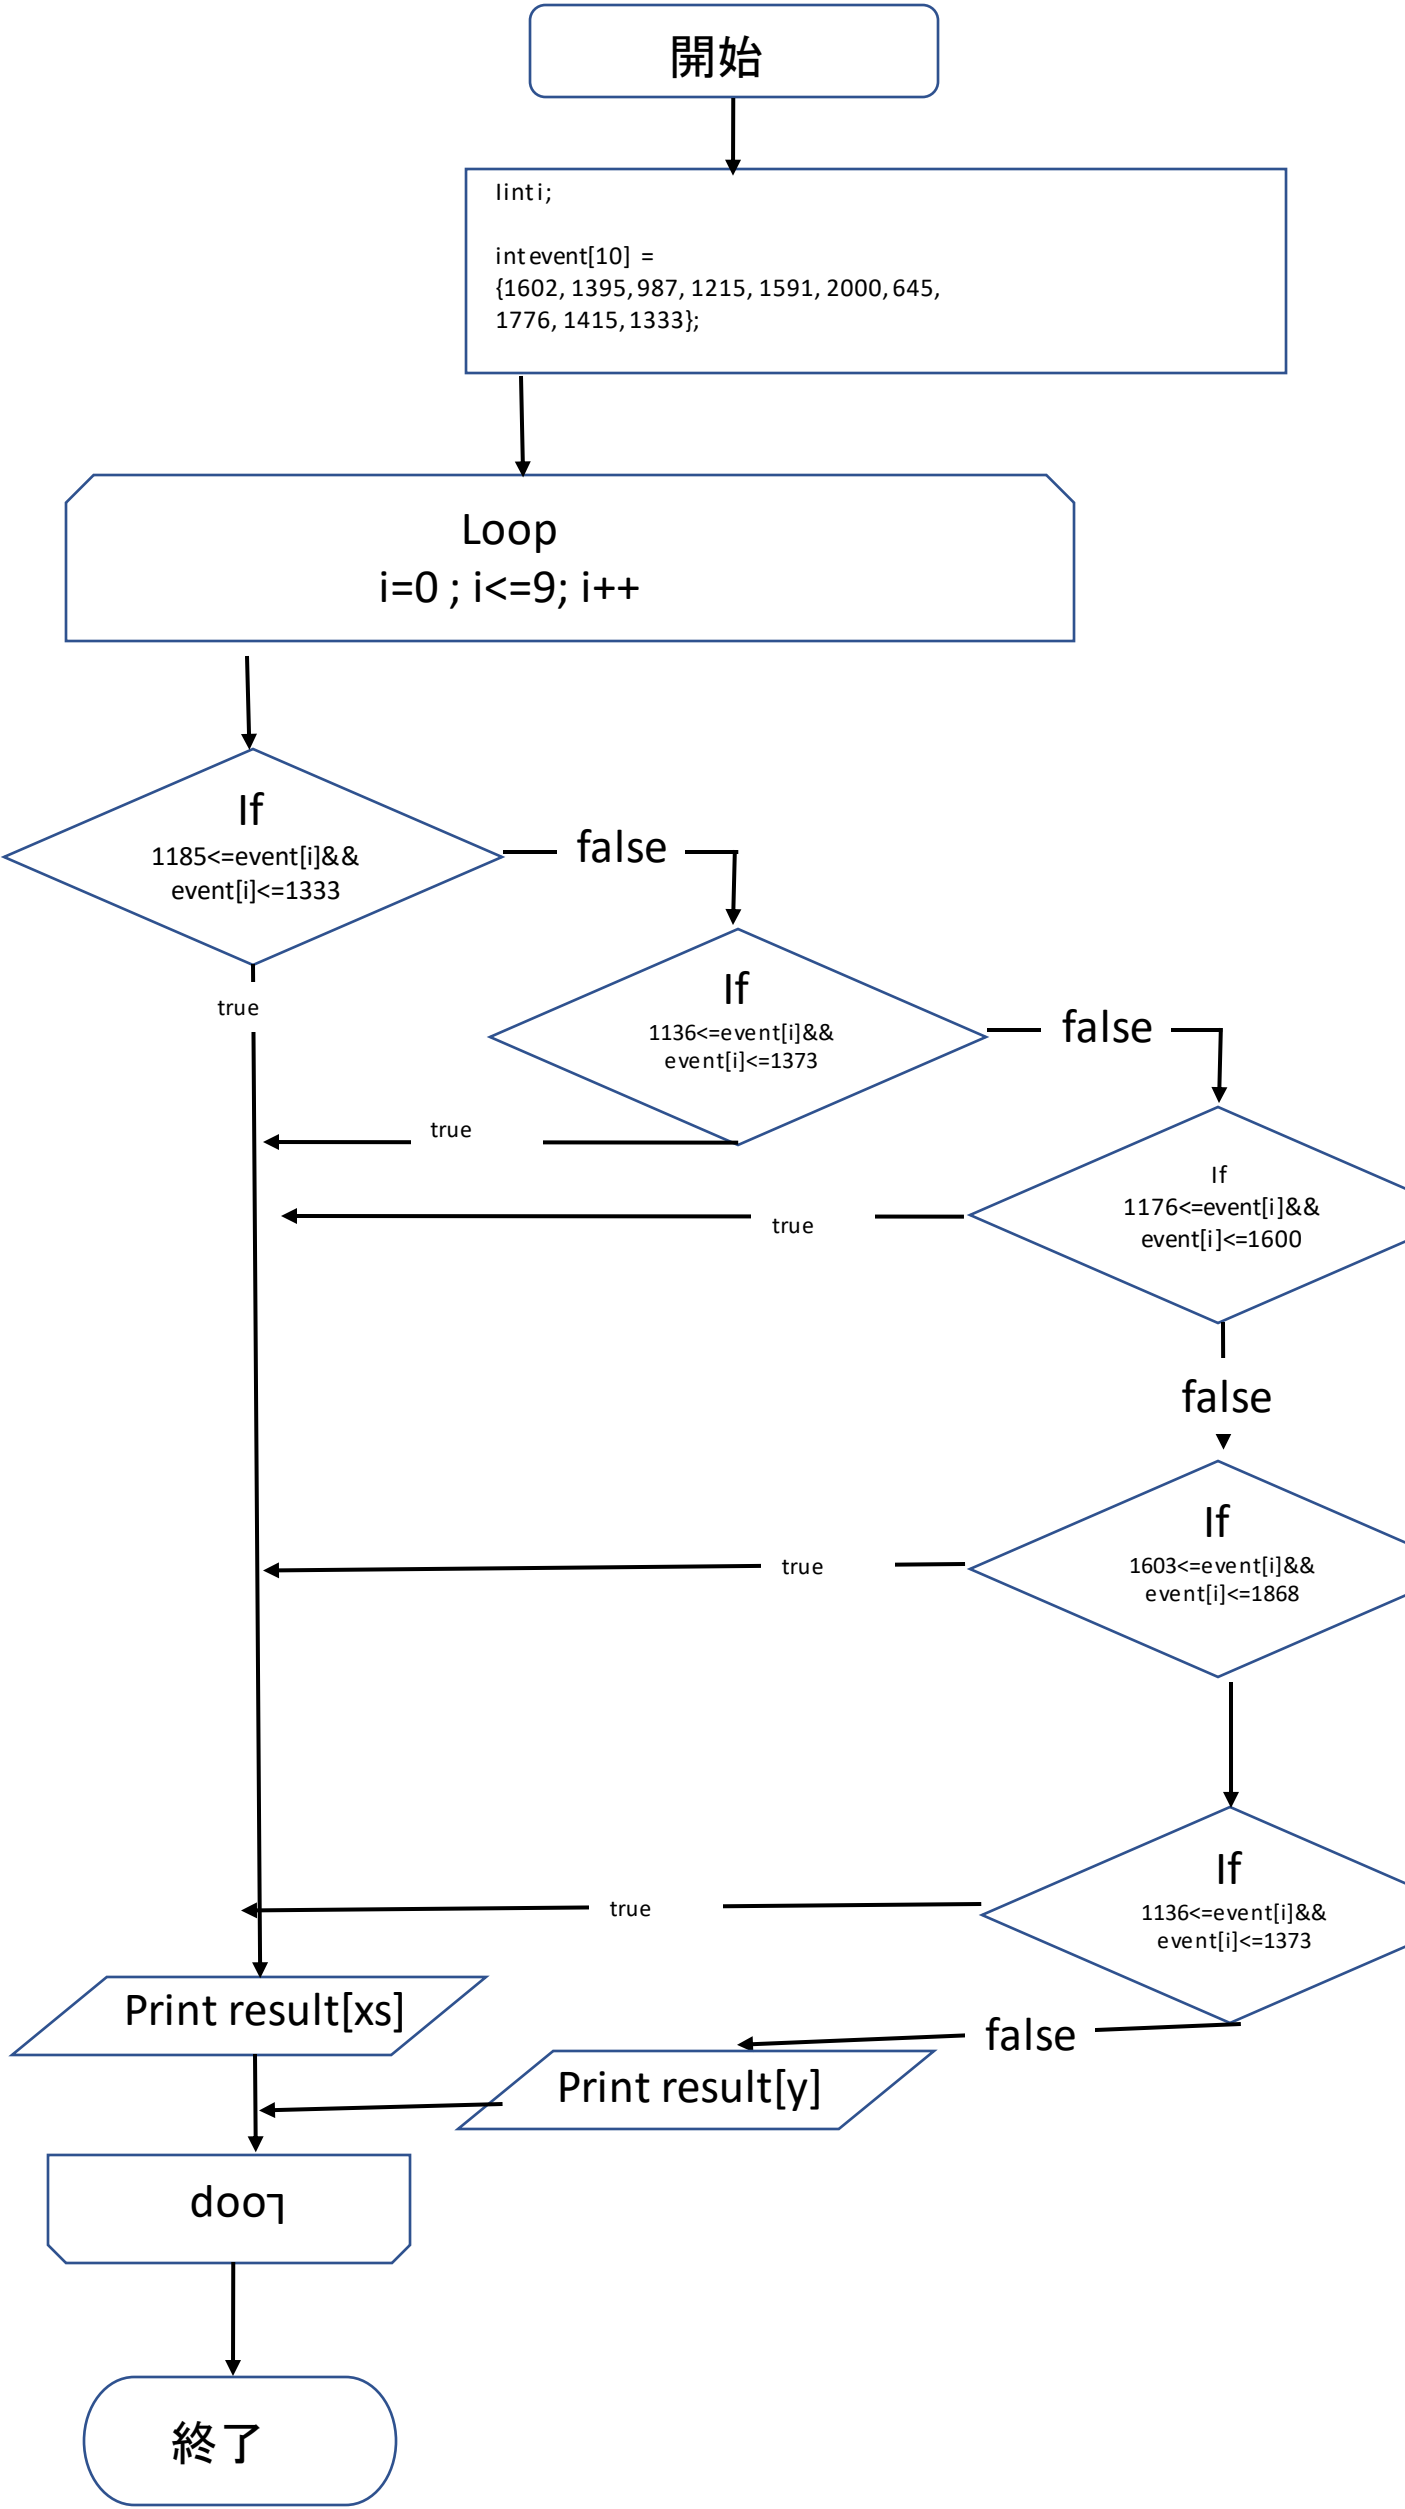 開始
Iint i;
int event[10] =
{1602, 1395, 987, 1215, 1591, 2000, 645,
1776, 1415, 1333};
Loop
i=0 ; i<=9; i++
If
1185<=event[i]&&
event[i]<=1333
false
true
If
1136<=event[i]&&
event[i]<=1373
false
true
If
1176<=event[i]&&
event[i]<=1600
true
false
If
1603<=event[i]&&
event[i]<=1868
true
If
1136<=event[i]&&
event[i]<=1373
true
Print result[xs]
false
Print result[y]
Loop
終了